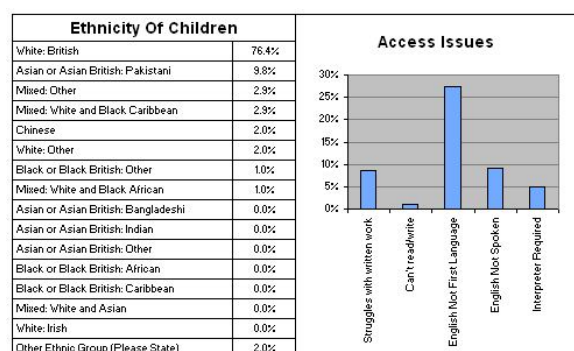 Ethnicity Of Children
White: British 76.4%
Asian or Asian British: Pakistani 9.8%
Mixed: Other 2.9%
Mixed: White and Black Caribbean 2.9%
Chinese 2.0%
White: Other 2.0%
Black or Black British: Other 1.0%
Mixed: White and Black African 1.0%
Asian or Asian British: Bangladeshi 0.0%
Asian or Asian British: Indian 0.0%
Asian or Asian British: Other 0.0%
Black or Black British: African 0.0%
Black or Black British: Caribbean 0.0%
Mixed: White and Asian 0.0%
White: Irish 0.0%
Other Ethnic Group (Please State) 2.0%
Access Issues
30%
25%
20%
15%
10%
5%
0%
Struggles with written work
Can't read/write
English Not First Language
English Not Spoken
Interpreter Required